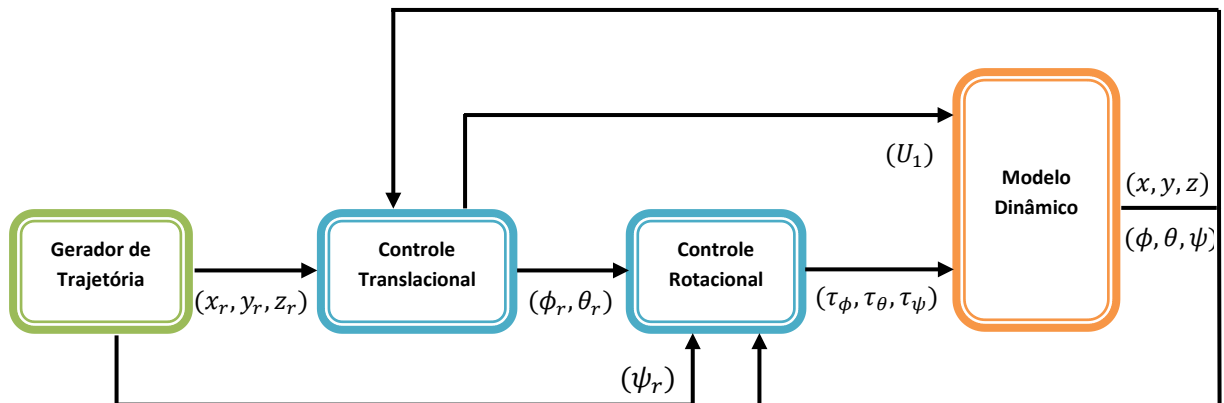 Gerador de
Trajetória
(x_r, y_r, z_r)
Controle
Translacional
(ϕ_r, θ_r)
(U_1)
Controle
Rotacional
(τ_ϕ, τ_θ, τ_ψ)
(ψ_r)
Modelo
Dinâmico
(x, y, z)
(ϕ, θ, ψ)